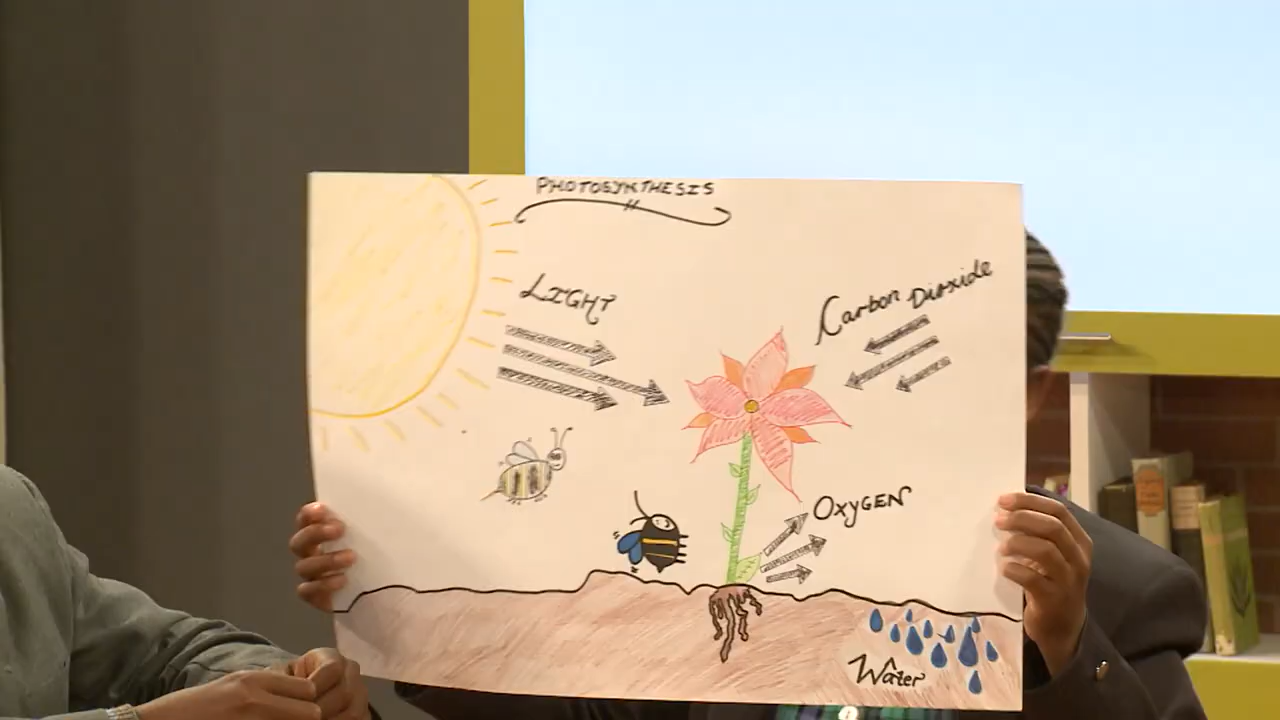 PHOTOSYNTHESIS
LIGHT
Carbon Dioxide
OXYGEN
Water